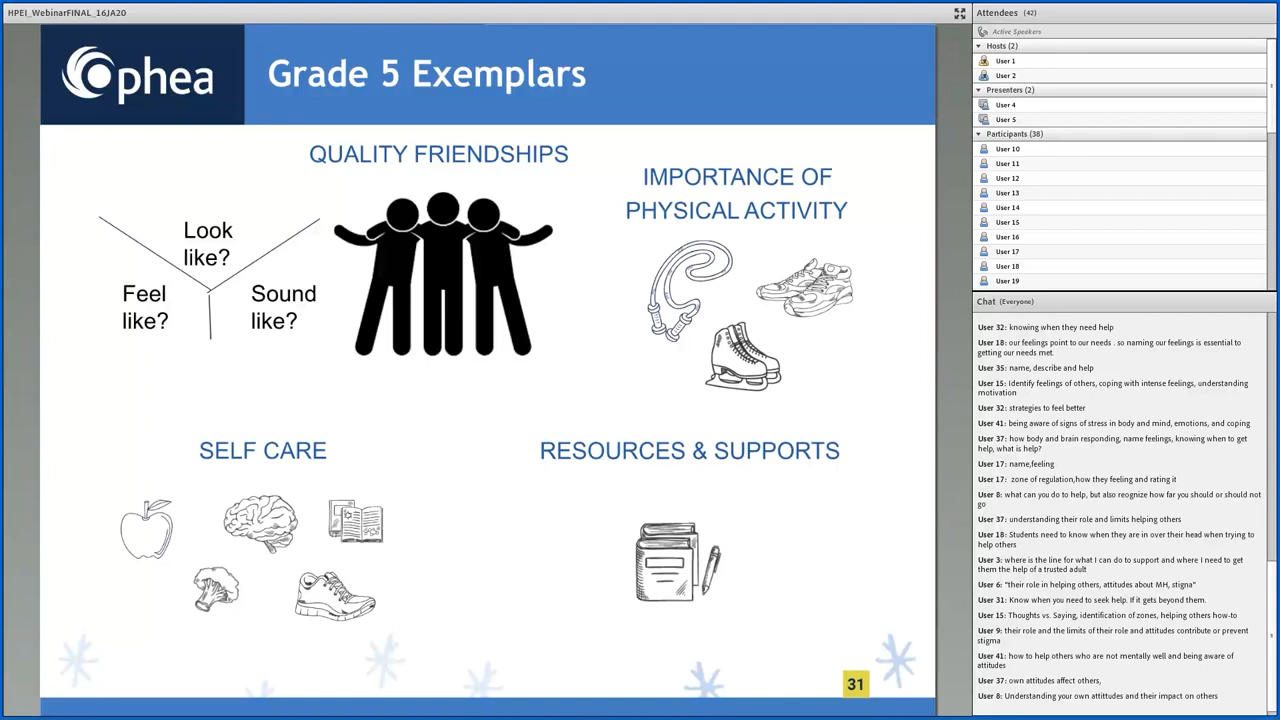 HPEI_WebinarFINAL_16JA20
Ophea
Grade 5 Exemplars
QUALITY FRIENDSHIPS
Look
like?
Feel
like?
Sound
like?
IMPORTANCE OF
PHYSICAL ACTIVITY
SELF CARE
RESOURCES & SUPPORTS
31
Attendees (42)
Active Speakers
Hosts (2)
User 1
User 2
Presenters (2)
User 4
User 5
Participants (38)
User 10
User 11
User 12
User 13
User 14
User 15
User 16
User 17
User 18
User 19
Chat (Everyone)
User 32: knowing when they need help
User 18: our feelings point to our needs . so naming our feelings is essential to
getting our needs met.
User 35: name, describe and help
User 15: Identify feelings of others, coping with intense feelings, understanding
motivation
User 32: strategies to feel better
User 41: being aware of signs of stress in body and mind, emotions, and coping
User 37: how body and brain responding, name feelings, knowing when to get
help, what is help?
User 17: name,feeling
User 17: zone of regulation,how they feeling and rating it
User 8: what can you do to help, but also recognize how far you should or should not
go
User 37: understanding their role and limits helping others
User 18: Students need to know when they are in over their head when trying to
help others
User 3: where is the line for what I can do to support and where I need to get
them the help of a trusted adult
User 6: "their role in helping others, attitudes about MH, stigna"
User 31: Know when you need to seek help. If it gets beyond them.
User 15: Thoughts vs. Saying, identification of zones, helping others how-to
User 9: their role and the limits of their role and attitudes contribute or prevent
stigma
User 41: how to help others who are not mentally well and being aware of
attitudes
User 37: own attitudes affect others,
User 8: Understanding your own attittudes and their impact on others